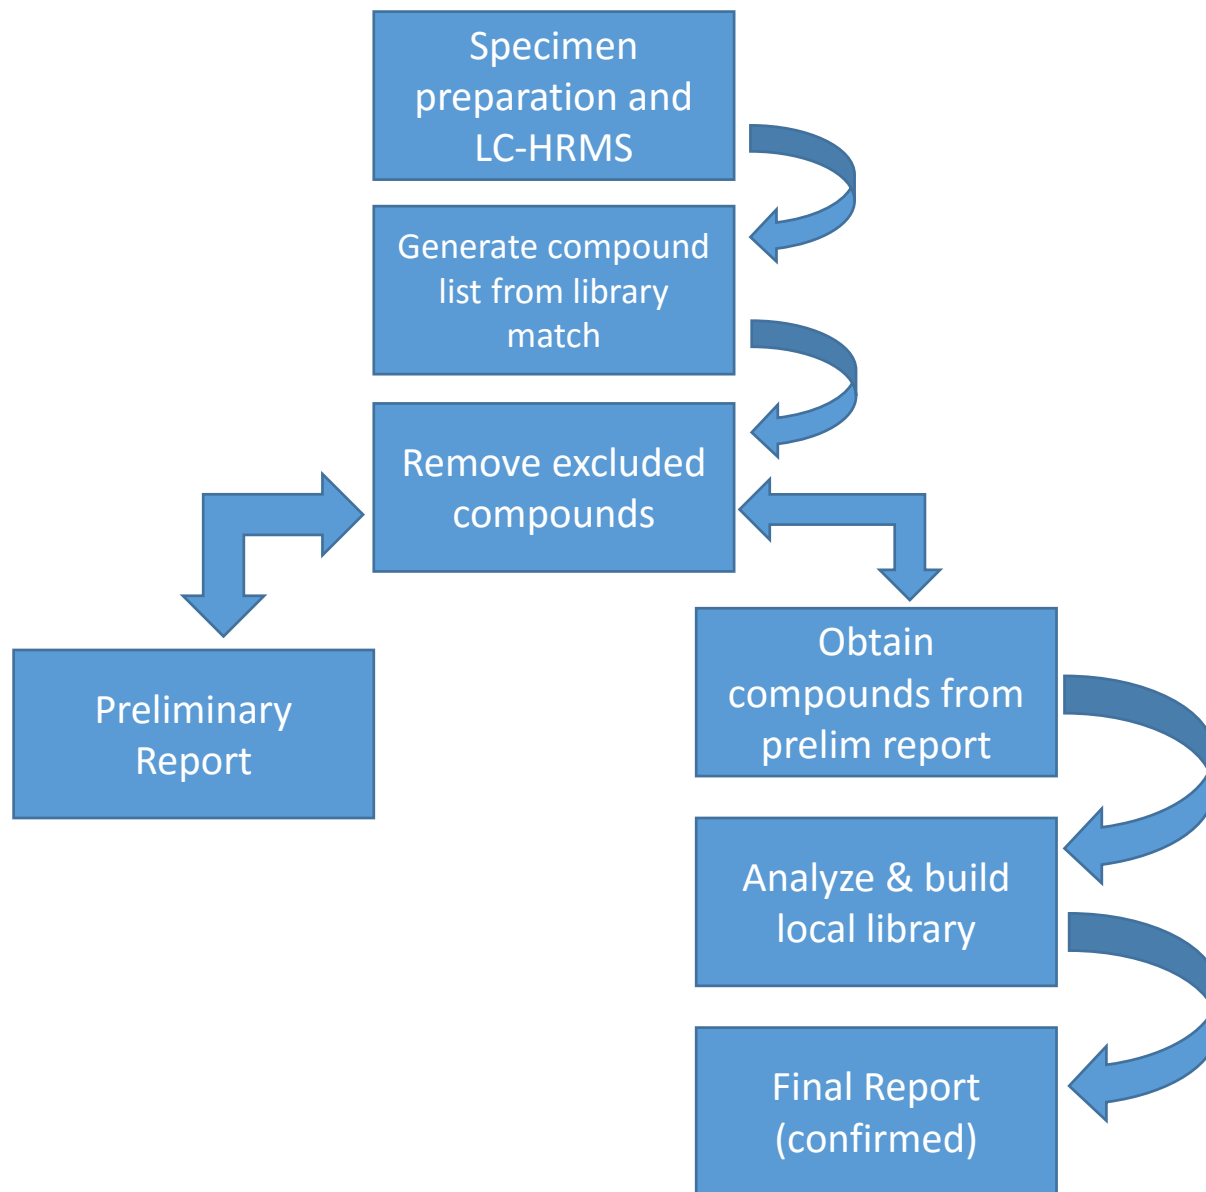 Specimen
preparation and
LC-HRMS
Generate compound
list from library
match
Remove excluded
compounds
Preliminary
Report
Obtain
compounds from
prelim report
Analyze & build
local library
Final Report
(confirmed)